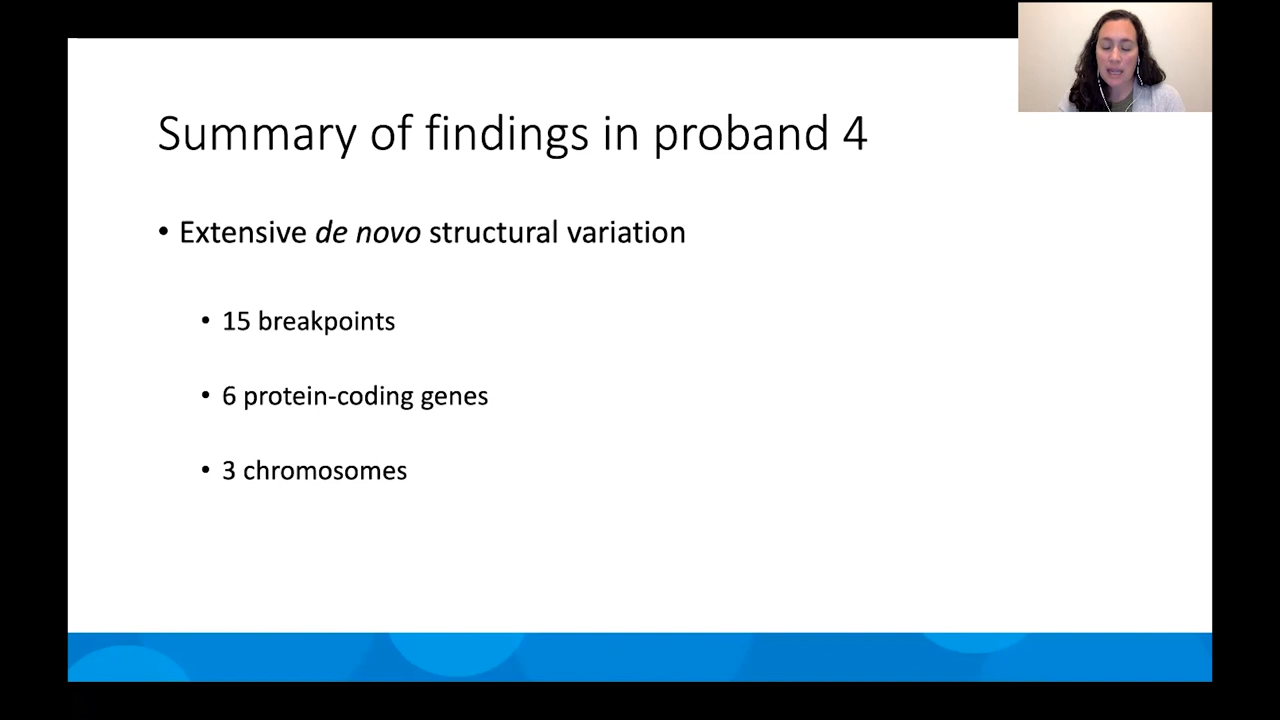 Summary of findings in proband 4
• Extensive de novo structural variation
• 15 breakpoints
• 6 protein-coding genes
• 3 chromosomes